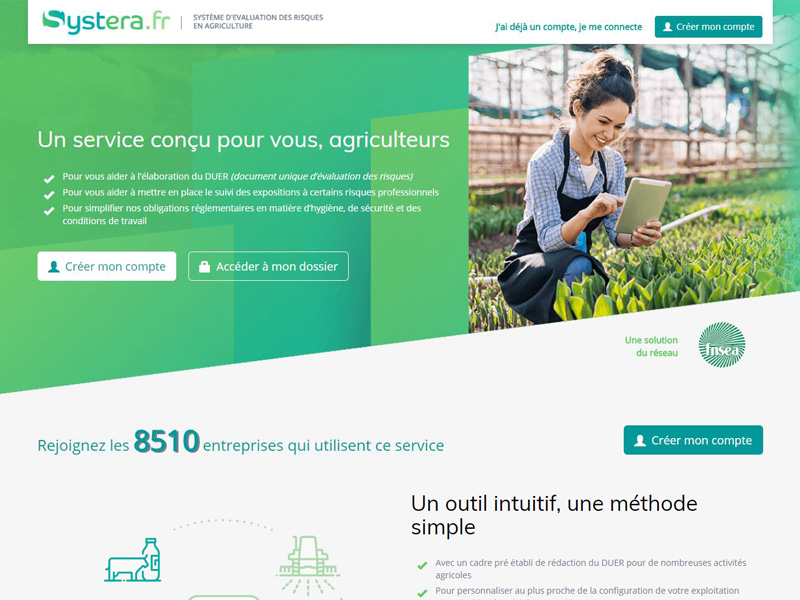 Systera.fr
SYSTÈME D'ÉVALUATION DES RISQUES
EN AGRICULTURE
J'ai déjà un compte, je me connecte
Créer mon compte
Un service conçu pour vous, agriculteurs
Pour vous aider à l'élaboration du DUER (document unique d'évaluation des risques)
Pour vous aider à mettre en place le suivi des expositions à certains risques professionnels
Pour simplifier nos obligations réglementaires en matière d'hygiène, de sécurité et des
conditions de travail
Créer mon compte
Accéder à mon dossier
Une solution
du réseau
fnsea
Rejoignez les 8510 entreprises qui utilisent ce service
Créer mon compte
Un outil intuitif, une méthode
simple
Avec un cadre pré établi de rédaction du DUER pour de nombreuses activités
agricoles
Pour personnaliser au plus proche de la configuration de votre exploitation